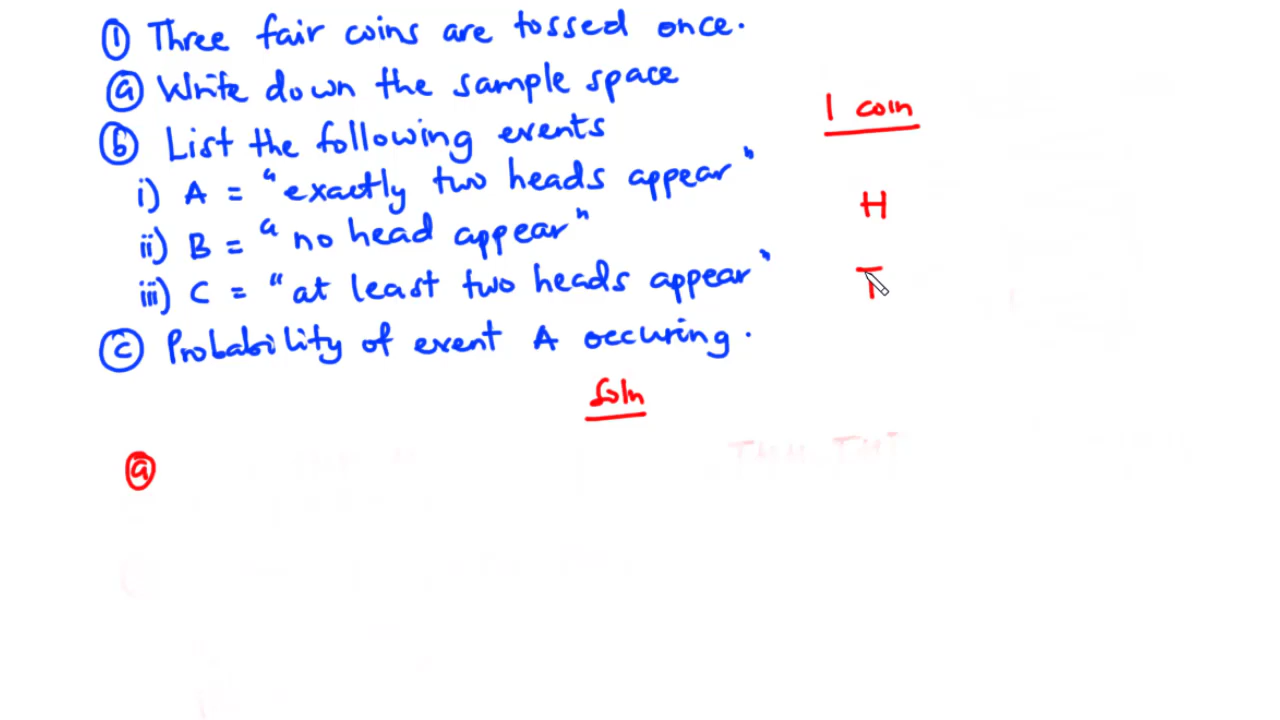 ① Three fair coins are tossed once.
ⓐ Write down the sample space
ⓑ List the following events
i) A = "exactly two heads appear"
ii) B = "no head appear"
iii) C = "at least two heads appear"
ⓒ Probability of event A occuring.
1 coin
H
T
Soln
ⓐ